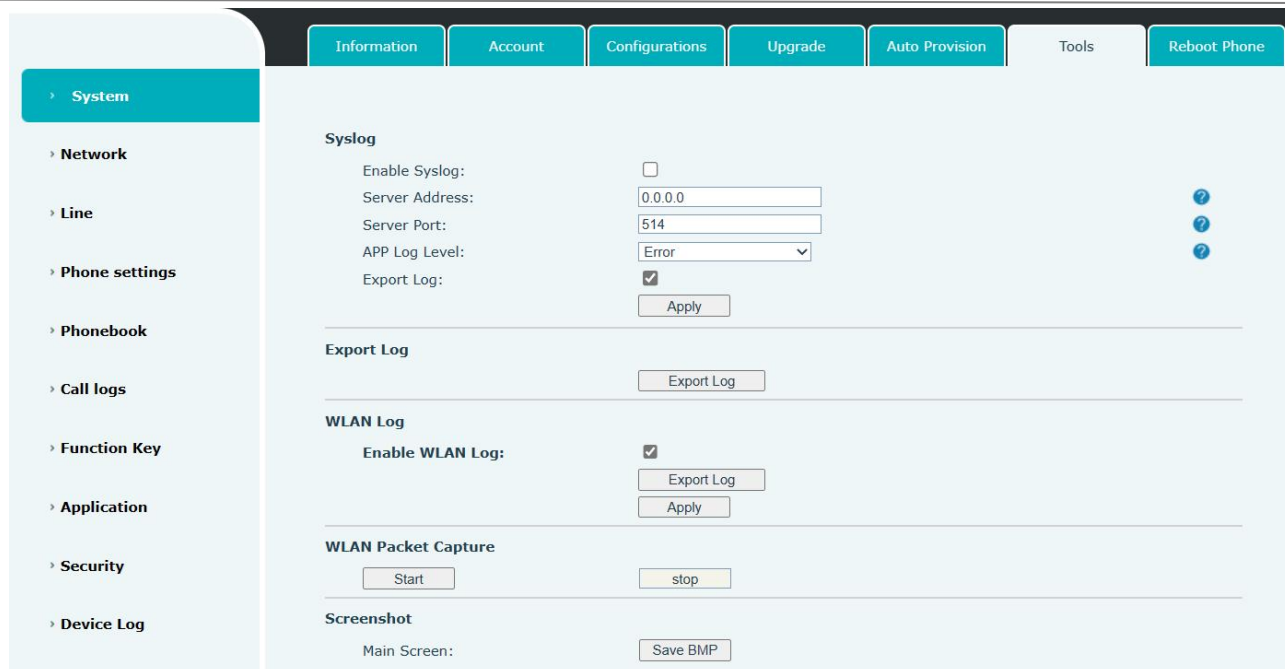 Information Account Configurations Upgrade Auto Provision Tools Reboot Phone
System
Network
Line
Phone settings
Phonebook
Call logs
Function Key
Application
Security
Device Log
Syslog
Enable Syslog:
Server Address: 0.0.0.0
Server Port: 514
APP Log Level: Error
Export Log:
Apply
Export Log
Export Log
WLAN Log
Enable WLAN Log:
Export Log
Apply
WLAN Packet Capture
Start stop
Screenshot
Main Screen: Save BMP